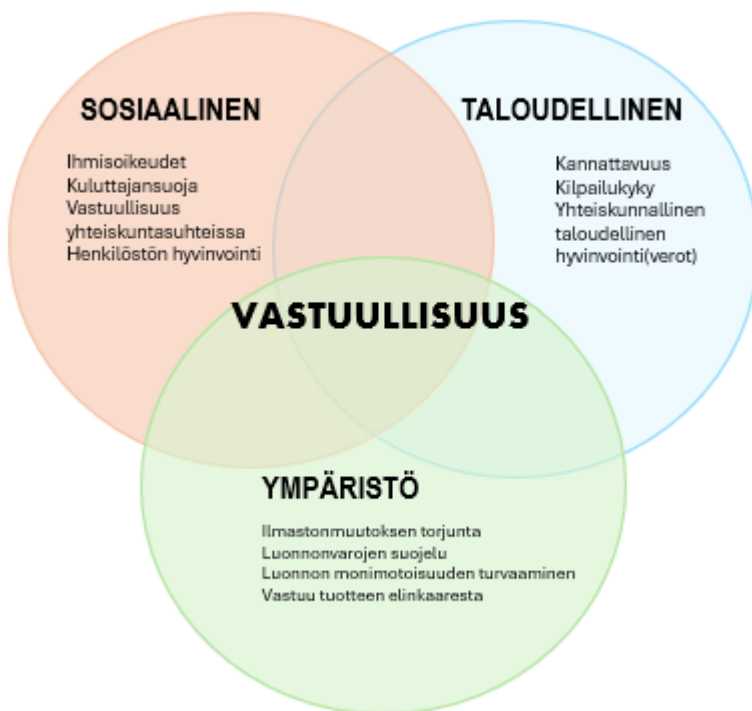 SOSIAALINEN
Ihmisoikeudet
Kuluttajansuoja
Vastuullisuus
yhteiskuntasuhteissa
Henkilöstön hyvinvointi
TALOUDELLINEN
Kannattavuus
Kilpailukyky
Yhteiskunnallinen
taloudellinen
hyvinvointi(verot)
VASTUULLISUUS
YMPÄRISTÖ
Ilmastonmuutoksen torjunta
Luonnonvarojen suojelu
Luonnon monimotoisuuden turvaaminen
Vastuu tuotteen elinkaaresta